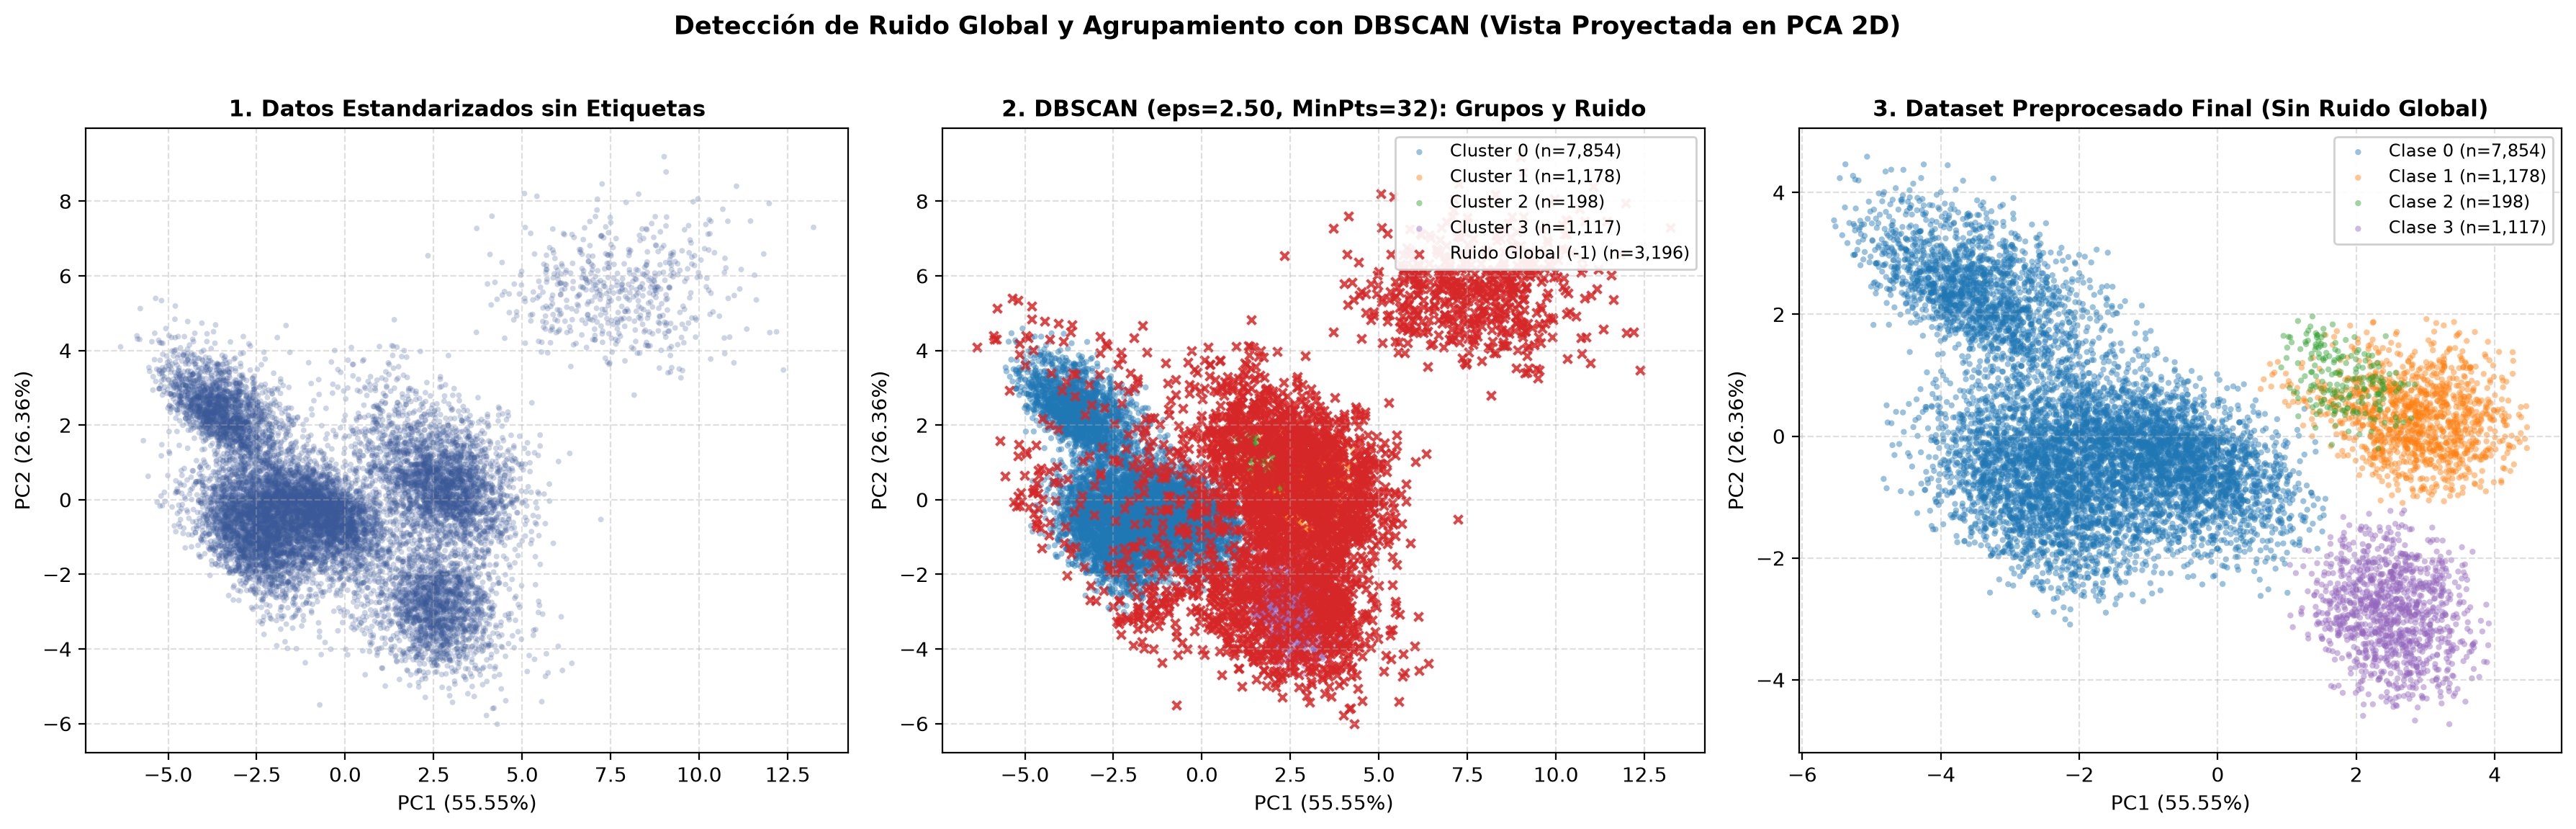 Detección de Ruido Global y Agrupamiento con DBSCAN (Vista Proyectada en PCA 2D)
1. Datos Estandarizados sin Etiquetas
8
6
4
2
0
−2
−4
−6
PC2 (26.36%)
−5.0 −2.5 0.0 2.5 5.0 7.5 10.0 12.5
PC1 (55.55%)
2. DBSCAN (eps=2.50, MinPts=32): Grupos y Ruido
Cluster 0 (n=7,854)
Cluster 1 (n=1,178)
Cluster 2 (n=198)
Cluster 3 (n=1,117)
Ruido Global (-1) (n=3,196)
8
6
4
2
0
−2
−4
−6
PC2 (26.36%)
−5.0 −2.5 0.0 2.5 5.0 7.5 10.0 12.5
PC1 (55.55%)
3. Dataset Preprocesado Final (Sin Ruido Global)
Clase 0 (n=7,854)
Clase 1 (n=1,178)
Clase 2 (n=198)
Clase 3 (n=1,117)
4
2
0
−2
−4
PC2 (26.36%)
−6 −4 −2 0 2 4
PC1 (55.55%)